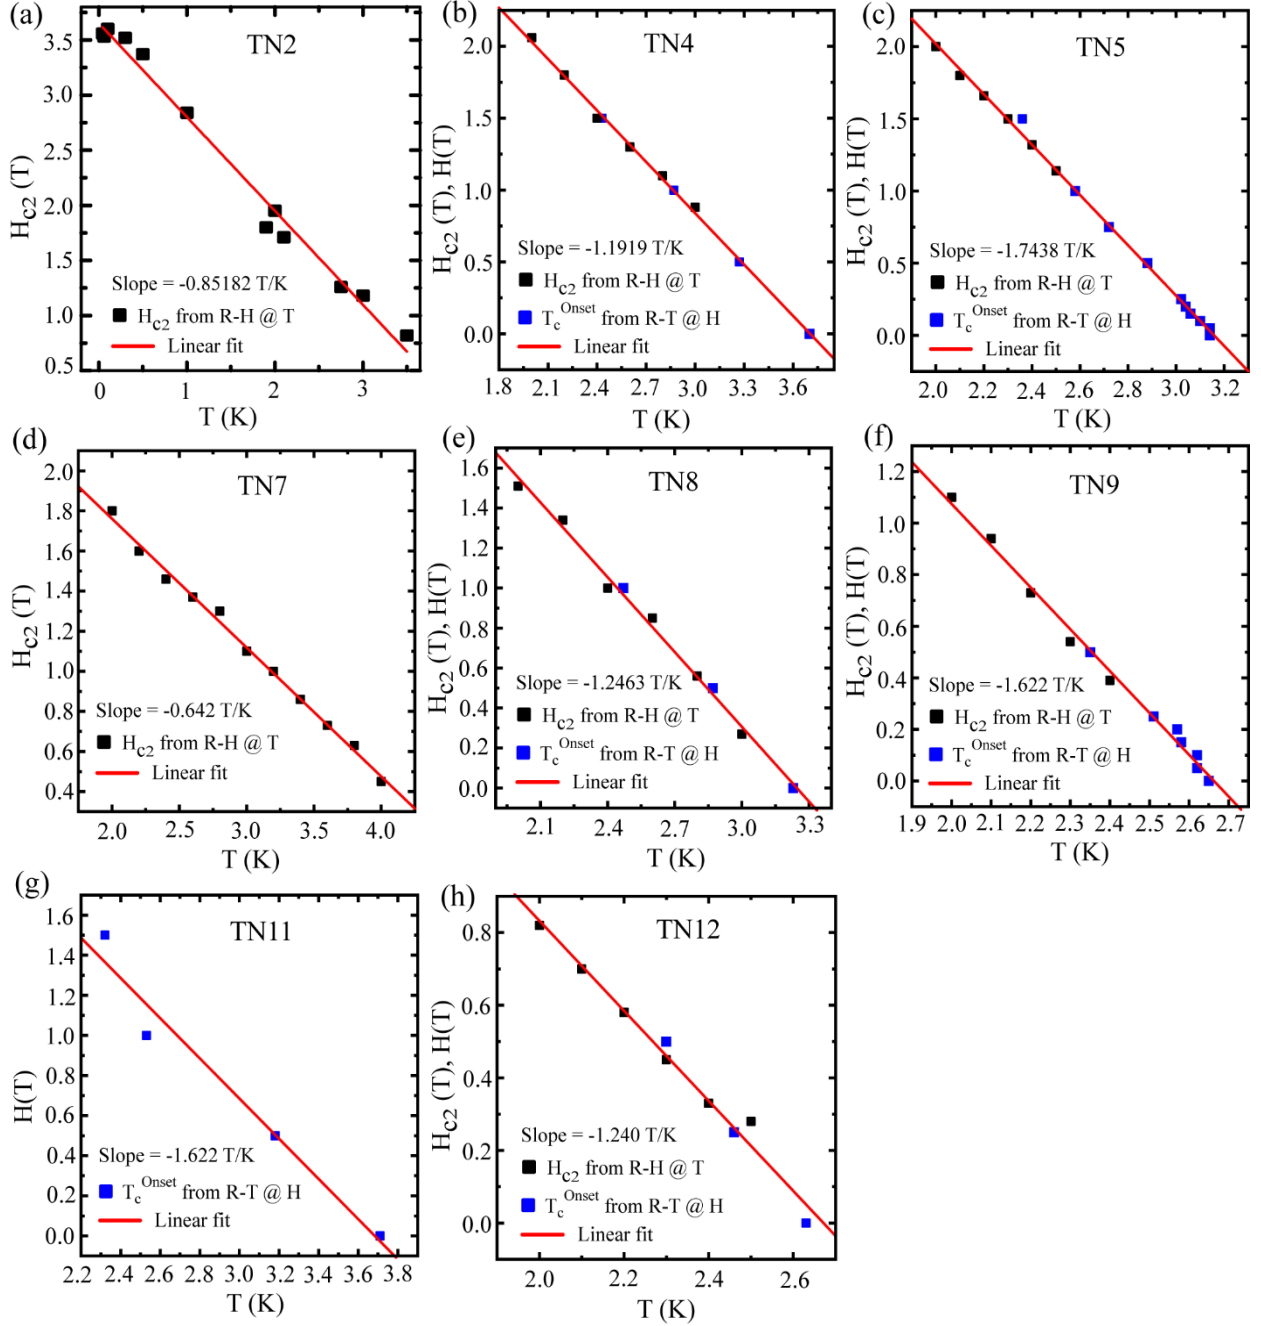 (a)
TN2
H_c2 (T)
3.5
3.0
2.5
2.0
1.5
1.0
0.5
Slope = -0.85182 T/K
H_c2 from R-H @ T
Linear fit
0 1 2 3
T (K)
(b)
TN4
H_c2 (T), H(T)
2.0
1.5
1.0
0.5
0.0
Slope = -1.1919 T/K
H_c2 from R-H @ T
T_c^Onset from R-T @ H
Linear fit
1.8 2.1 2.4 2.7 3.0 3.3 3.6
T (K)
(c)
TN5
H_c2 (T), H(T)
2.0
1.5
1.0
0.5
0.0
Slope = -1.7438 T/K
H_c2 from R-H @ T
T_c^Onset from R-T @ H
Linear fit
2.0 2.2 2.4 2.6 2.8 3.0 3.2
T (K)
(d)
TN7
H_c2 (T)
2.0
1.8
1.6
1.4
1.2
1.0
0.8
0.6
0.4
Slope = -0.642 T/K
H_c2 from R-H @ T
Linear fit
2.0 2.5 3.0 3.5 4.0
T (K)
(e)
TN8
H_c2 (T), H(T)
1.6
1.4
1.2
1.0
0.8
0.6
0.4
0.2
0.0
Slope = -1.2463 T/K
H_c2 from R-H @ T
T_c^Onset from R-T @ H
Linear fit
2.1 2.4 2.7 3.0 3.3
T (K)
(f)
TN9
H_c2 (T), H(T)
1.2
1.0
0.8
0.6
0.4
0.2
0.0
Slope = -1.622 T/K
H_c2 from R-H @ T
T_c^Onset from R-T @ H
Linear fit
1.9 2.0 2.1 2.2 2.3 2.4 2.5 2.6 2.7
T (K)
(g)
TN11
H(T)
1.6
1.4
1.2
1.0
0.8
0.6
0.4
0.2
0.0
Slope = -1.622 T/K
T_c^Onset from R-T @ H
Linear fit
2.2 2.4 2.6 2.8 3.0 3.2 3.4 3.6 3.8
T (K)
(h)
TN12
H_c2 (T), H(T)
0.8
0.6
0.4
0.2
0.0
Slope = -1.240 T/K
H_c2 from R-H @ T
T_c^Onset from R-T @ H
Linear fit
2.0 2.2 2.4 2.6
T (K)